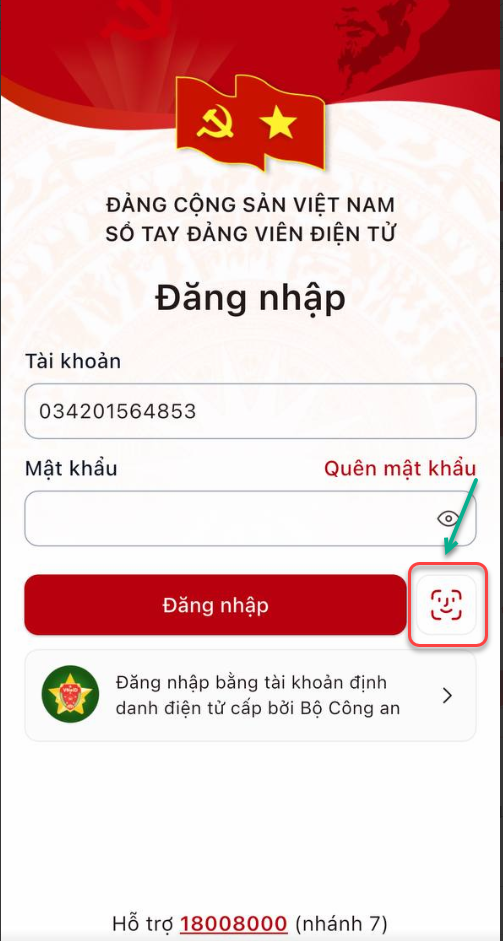 ĐẢNG CỘNG SẢN VIỆT NAM
SỔ TAY ĐẢNG VIÊN ĐIỆN TỬ
Đăng nhập
Tài khoản
034201564853
Mật khẩu
Quên mật khẩu
Đăng nhập
Đăng nhập bằng tài khoản định
danh điện tử cấp bởi Bộ Công an
Hỗ trợ 18008000 (nhánh 7)